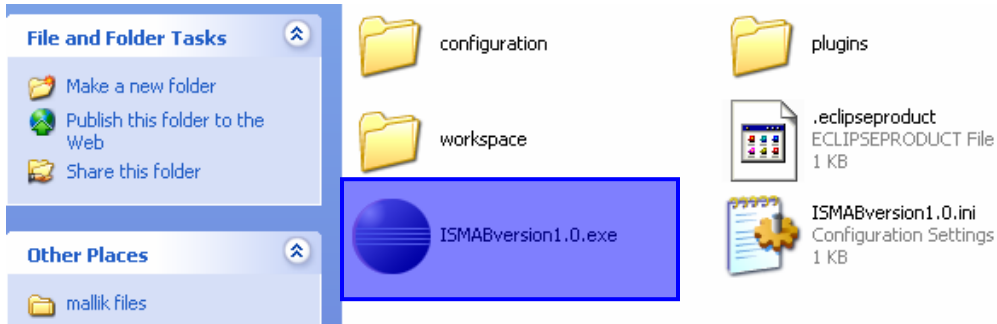 File and Folder Tasks
Make a new folder
Publish this folder to the
Web
Share this folder
Other Places
mallik files
configuration
plugins
workspace
.eclipseproduct
ECLIPSEPRODUCT File
1 KB
ISMABversion1.0.exe
ISMABversion1.0.ini
Configuration Settings
1 KB